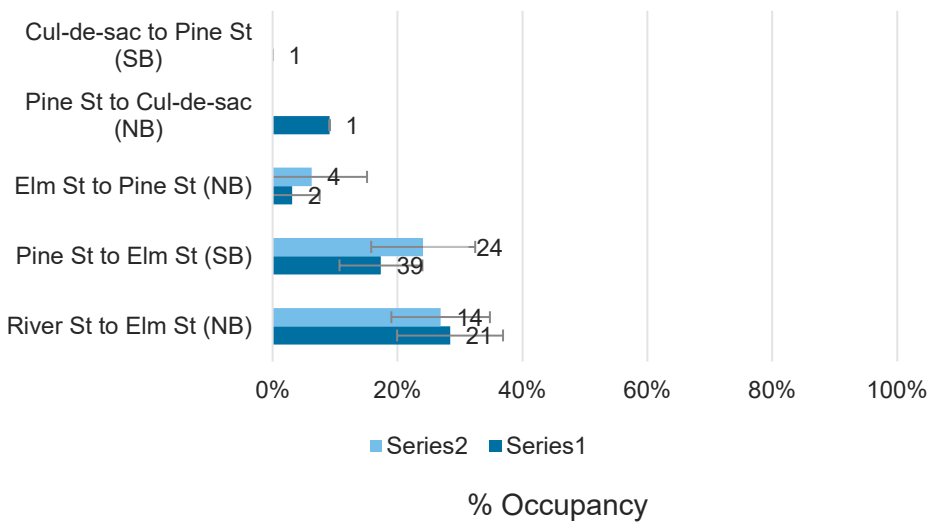 Cul-de-sac to Pine St
(SB)
1
Pine St to Cul-de-sac
(NB)
1
Elm St to Pine St (NB)
4
2
Pine St to Elm St (SB)
24
39
River St to Elm St (NB)
14
21
0% 20% 40% 60% 80% 100%
Series2 Series1
% Occupancy